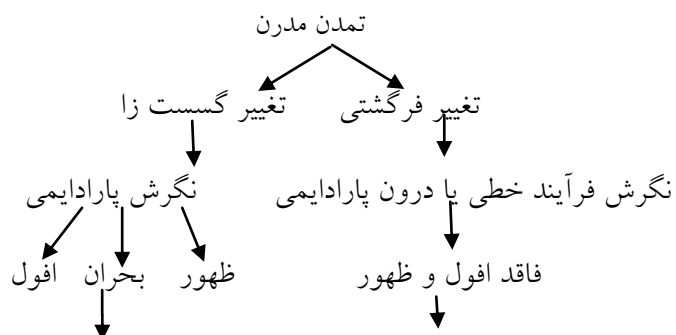 تمدن مدرن
تغییر فرگشتی تغییر گسست زا
نگرش فرآیند خطی یا درون پارادایمی نگرش پارادایمی
فاقد افول و ظهور ظهور بحران افول